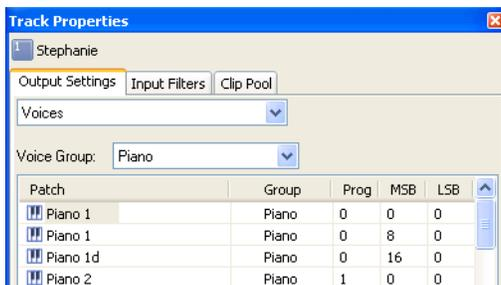 Track Properties
1 Stephanie
Output Settings Input Filters Clip Pool
Voices
Voice Group: Piano
Patch Group Prog MSB LSB
Piano 1 Piano 0 0 0
Piano 1 Piano 0 8 0
Piano 1d Piano 0 16 0
Piano 2 Piano 1 0 0